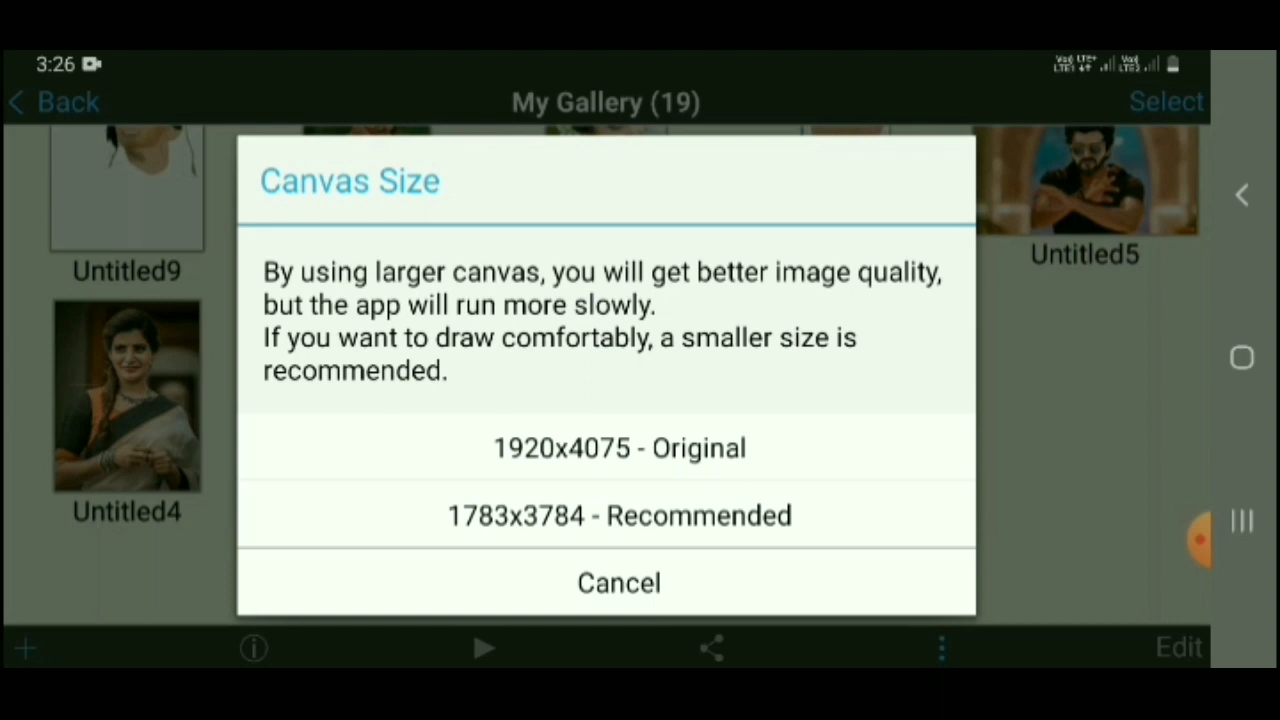 3:26
Back
My Gallery (19)
Select
Canvas Size
By using larger canvas, you will get better image quality,
but the app will run more slowly.
If you want to draw comfortably, a smaller size is
recommended.
1920x4075 - Original
1783x3784 - Recommended
Cancel
Untitled9
Untitled5
Untitled4
Edit